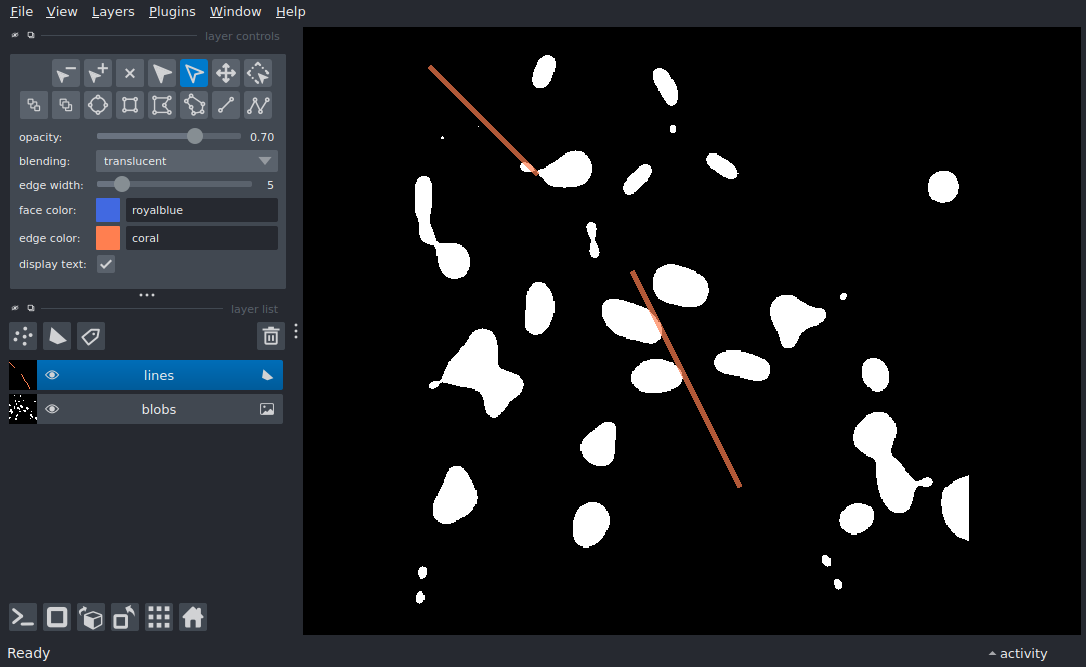 File View Layers Plugins Window Help
layer controls
opacity: 0.70
blending: translucent
edge width: 5
face color: royalblue
edge color: coral
display text:
layer list
lines
blobs
Ready
activity